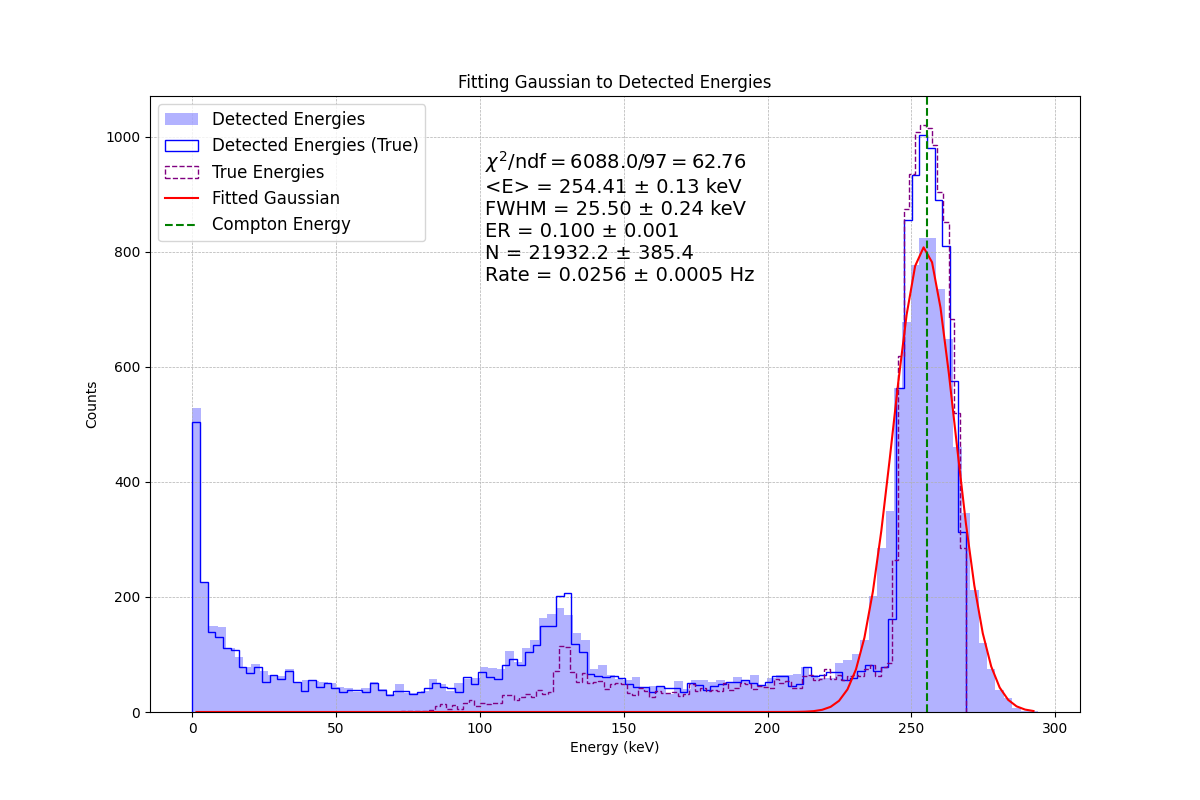 Fitting Gaussian to Detected Energies
Detected Energies
Detected Energies (True)
True Energies
Fitted Gaussian
Compton Energy
χ²/ndf = 6088.0/97 = 62.76
<E> = 254.41 ± 0.13 keV
FWHM = 25.50 ± 0.24 keV
ER = 0.100 ± 0.001
N = 21932.2 ± 385.4
Rate = 0.0256 ± 0.0005 Hz
Counts
1000
800
600
400
200
0
0 50 100 150 200 250 300
Energy (keV)